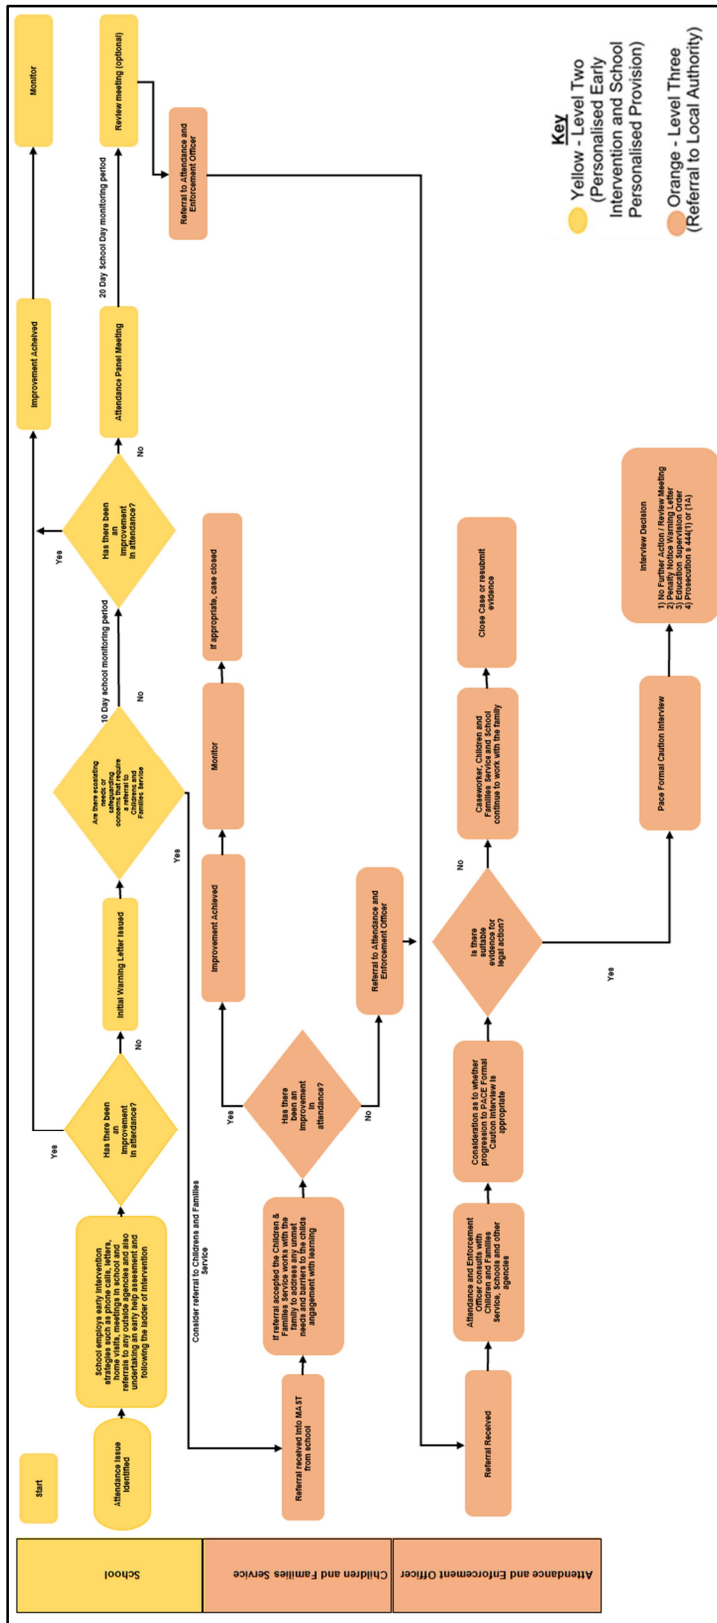 School
Start
Attendance Issue
Identified
School employs early intervention
strategies such as phone calls, letters,
home visits, meetings in school and
referrals to any outside agencies and also
undertaking an early help assessment and
following the ladder of intervention
Has there been
an
improvement
in attendance?
Yes
No
Initial Warning Letter Issued
Are there escalating
needs or
safeguarding
concerns that require
a referral to
Childrens and
Families Service
Yes
No
10 Day school monitoring period
Has there been
an
improvement
in attendance?
Yes
No
Improvement Acheived
Monitor
Attendance Panel Meeting
20 Day School Day monitoring period
Review meeting (optional)
Referral to Attendance and
Enforcement Officer
Consider referral to Childrens and Families
Service
Children and Families Service
Referral received into MAST
from school
If referral accepted the Children &
Families Service works with the
family to address any unmet
needs and barriers to the childs
engagement with learning
Has there
been an
improvement
in
attendance?
Yes
No
Improvement Achieved
Monitor
If appropriate, case closed
Referral to Attendance and
Enforcement Officer
Attendance and Enforcement Officer
Referral Received
Attendance and Enforcement
Officer consults with
Children and Families
Service, Schools and other
agencies
Consideration as to whether
progression to PACE Formal
Caution Interview is
appropriate
Is there
suitable
evidence for
legal action?
No
Yes
Caseworker, Children and
Families Service and School
continue to work with the family
Close Case or resubmit
evidence
Pace Formal Caution Interview
Interview Decision
1) No Further Action / Review Meeting
2) Penalty Notice Warning Letter
3) Education Supervision Order
4) Prosecution s 444(1) or (1A)
Key
Yellow - Level Two
(Personalised Early
Intervention and School
Personalised Provision)
Orange - Level Three
(Referral to Local Authority)